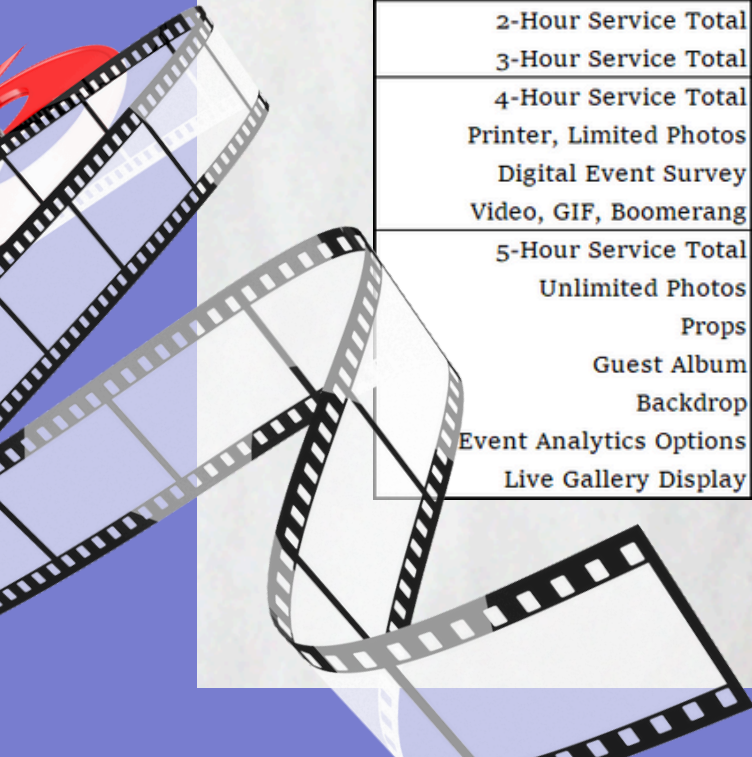 2-Hour Service Total
3-Hour Service Total
4-Hour Service Total
Printer, Limited Photos
Digital Event Survey
Video, GIF, Boomerang
5-Hour Service Total
Unlimited Photos
Props
Guest Album
Backdrop
Event Analytics Options
Live Gallery Display